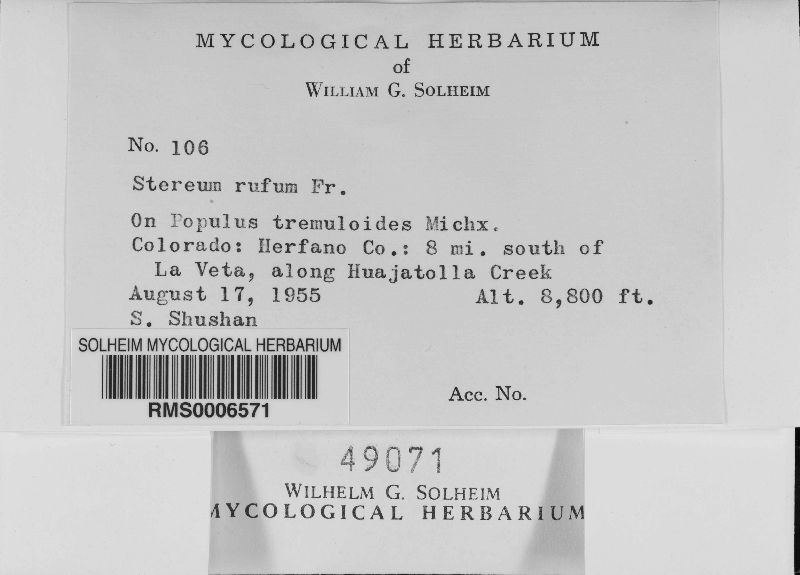 MYCOLOGICAL HERBARIUM
of
WILLIAM G. SOLHEIM
No. 106
Stereum rufum Fr.
On Populus tremuloides Michx.
Colorado: Herfano Co.: 8 mi. south of
La Veta, along Huajatolla Creek
August 17, 1955 Alt. 8,800 ft.
S. Shushan
SOLHEIM MYCOLOGICAL HERBARIUM
RMS0006571
Acc. No.
49071
WILHELM G. SOLHEIM
MYCOLOGICAL HERBARIUM